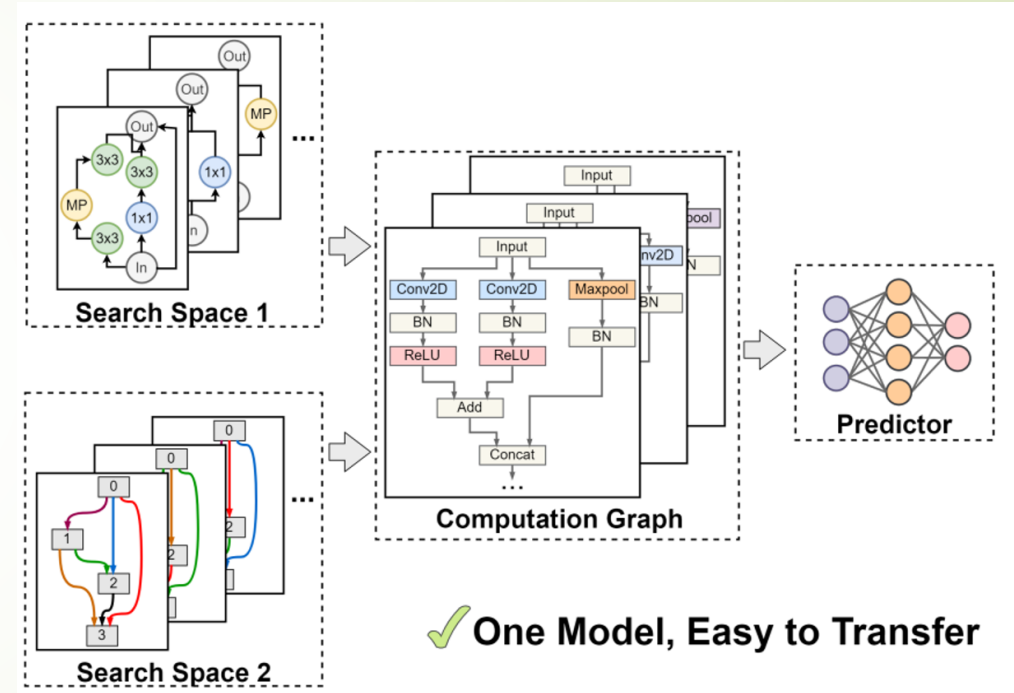 Out
Out
MP
...
Out
3x3
3x3
1x1
MP
1x1
3x3
In
n
Search Space 1
Input
Input
pool
Input
nv2D
N
Conv2D
Conv2D
Maxpool
BN
BN
BN
BN
ReLU
ReLU
Add
Concat
...
Computation Graph
Predictor
0
0
...
0
2
1
2
2
3
Search Space 2
One Model, Easy to Transfer